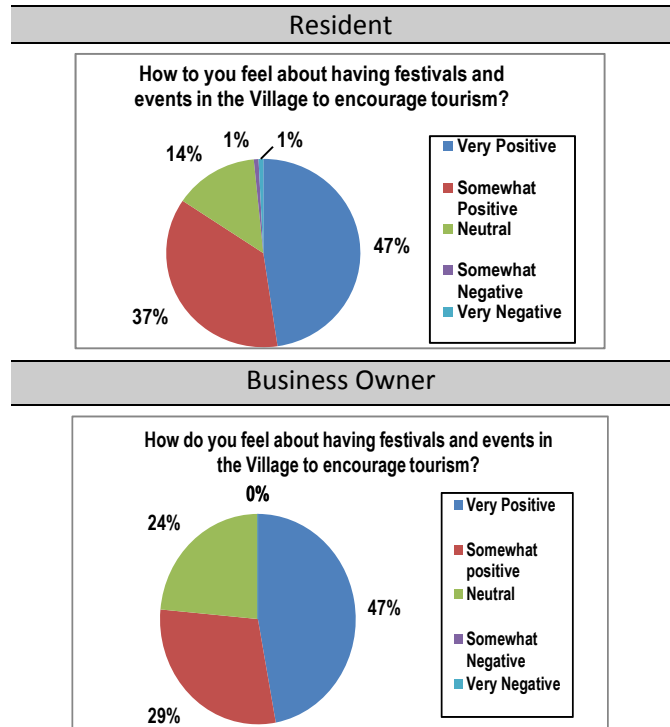 Resident
How to you feel about having festivals and
events in the Village to encourage tourism?
14%
1%
1%
47%
37%
Very Positive
Somewhat
Positive
Neutral
Somewhat
Negative
Very Negative
Business Owner
How do you feel about having festivals and events in
the Village to encourage tourism?
0%
24%
47%
29%
Very Positive
Somewhat
positive
Neutral
Somewhat
Negative
Very Negative